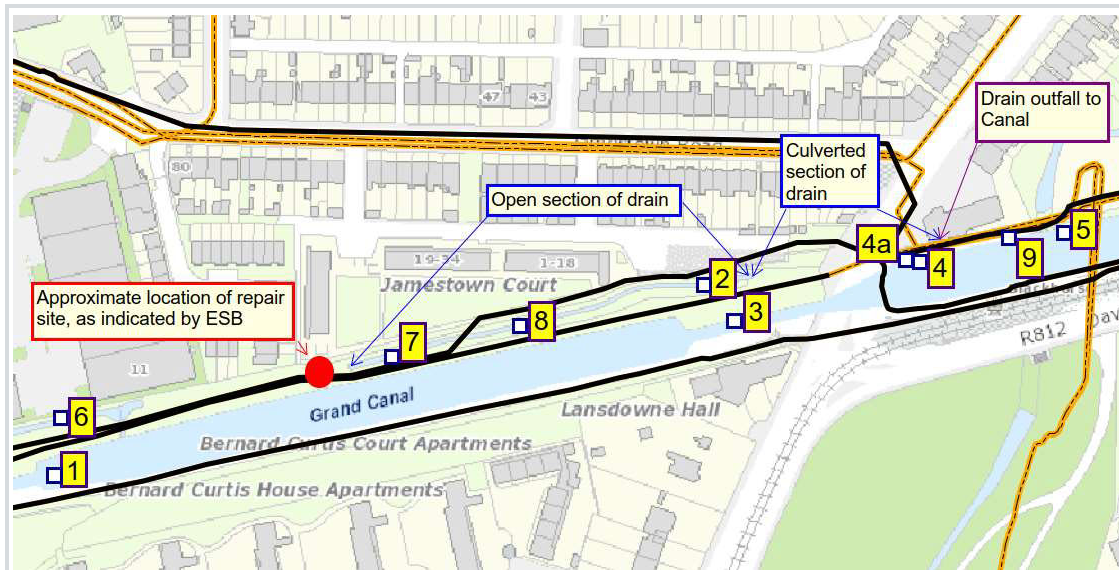 47
43
Drain outfall to
Canal
Road
80
Culverted
section of
drain
Open section of drain
5
4a
4
9
19-34
1-18
Jamestown Court
2
Approximate location of repair
site, as indicated by ESB
3
8
7
R812
11
Grand Canal
Lansdowne Hall
6
Bernard Curtis Court Apartments
1
Bernard Curtis House Apartments